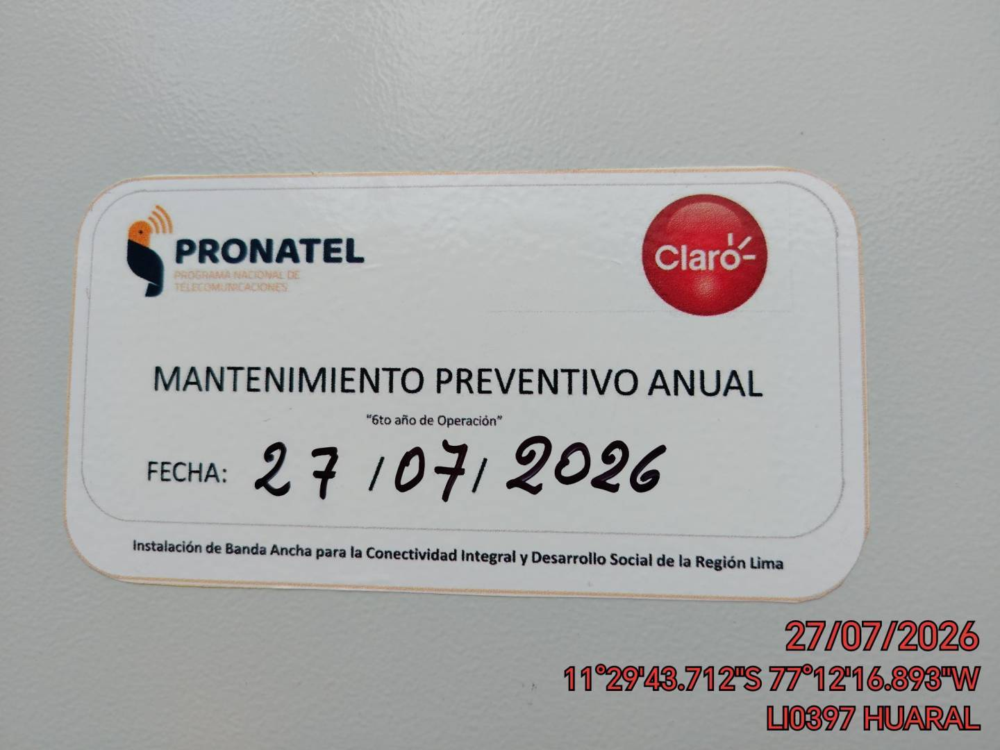 PRONATEL
PROGRAMA NACIONAL DE
TELECOMUNICACIONES
Claro
MANTENIMIENTO PREVENTIVO ANUAL
"6to año de Operación"
FECHA: 27/07/2026
Instalación de Banda Ancha para la Conectividad Integral y Desarrollo Social de la Región Lima
27/07/2026
11°29'43.712"S 77°12'16.893"W
LI0397 HUARAL